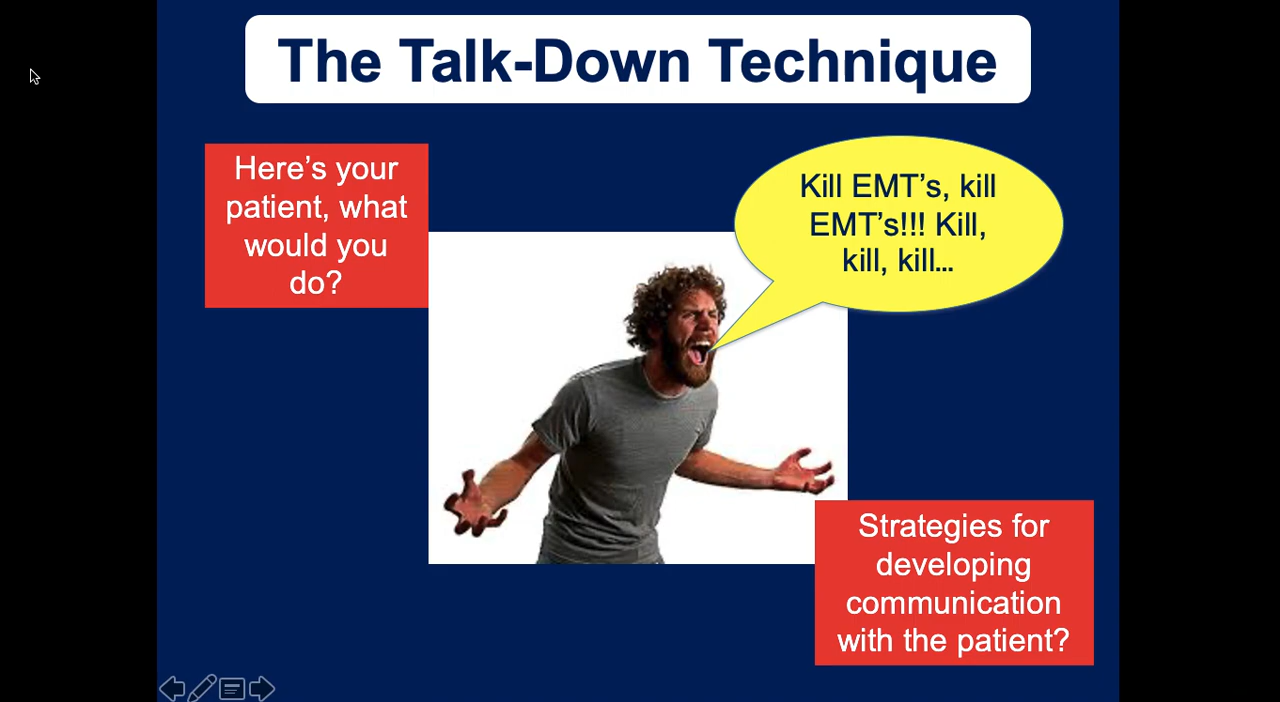 The Talk-Down Technique
Here’s your
patient, what
would you
do?
Kill EMT’s, kill
EMT’s!!! Kill,
kill, kill…
Strategies for
developing
communication
with the patient?